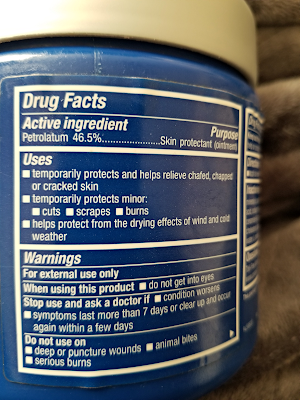 Drug Facts
Active ingredient Purpose
Petrolatum 46.5%......................Skin protectant (ointment)
Uses
■ temporarily protects and helps relieve chafed, chapped
or cracked skin
■ temporarily protects minor:
■ cuts ■ scrapes ■ burns
■ helps protect from the drying effects of wind and cold
weather
Warnings
For external use only
When using this product ■ do not get into eyes
Stop use and ask a doctor if ■ condition worsens
■ symptoms last more than 7 days or clear up and occur
again within a few days
Do not use on
■ deep or puncture wounds ■ animal bites
■ serious burns